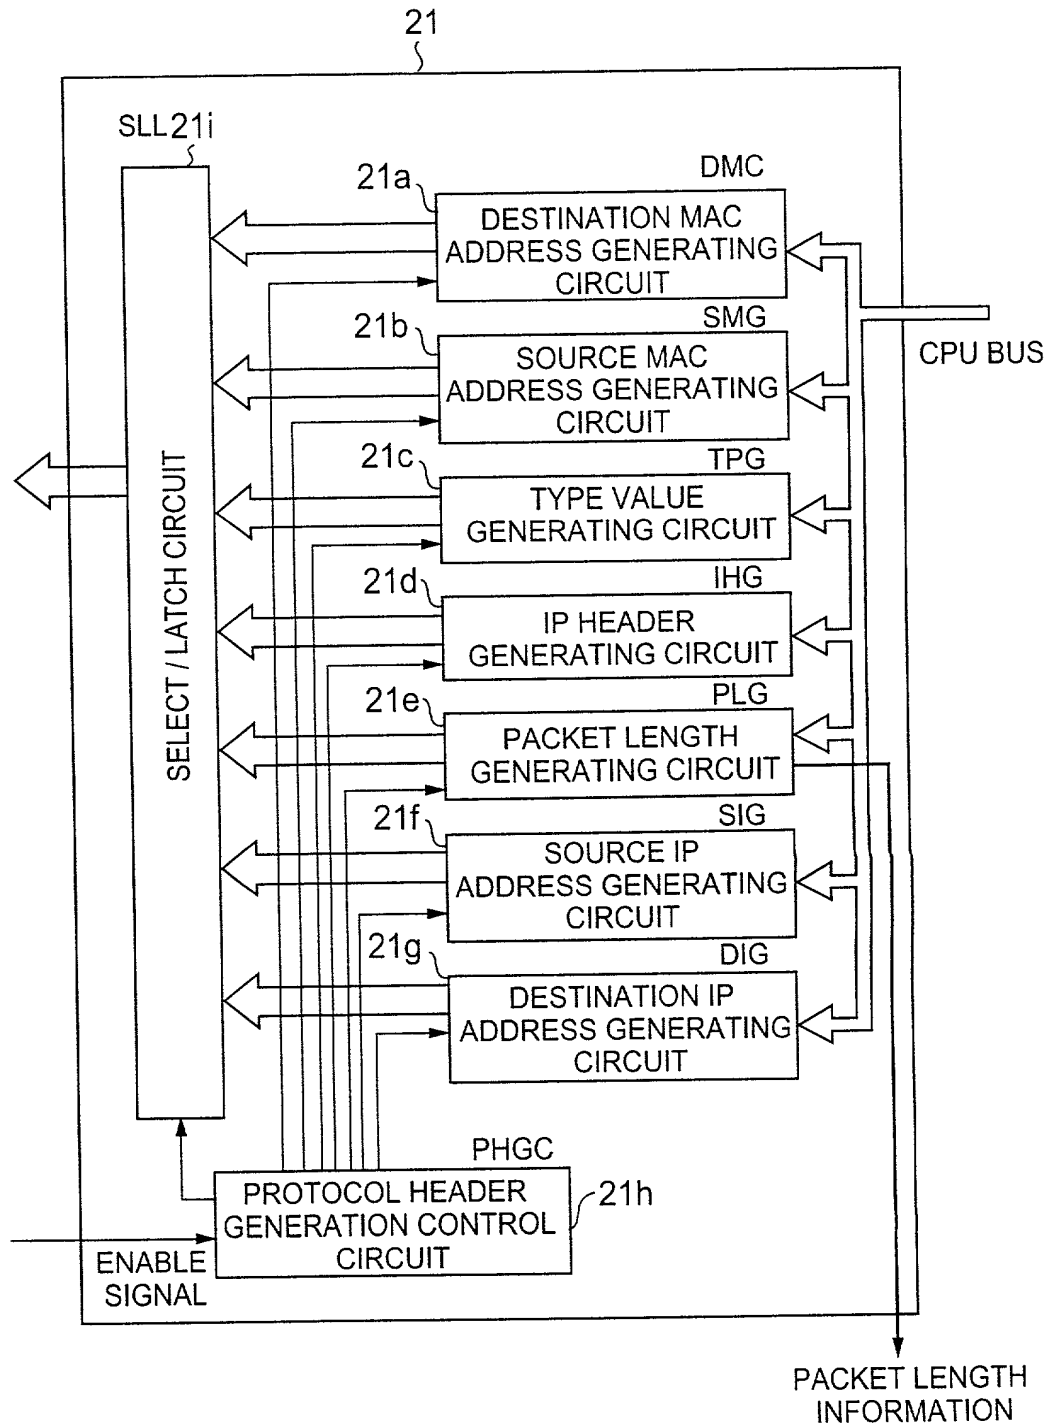 21
SLL21i
DMC
21a
DESTINATION MAC
ADDRESS GENERATING
CIRCUIT
SMG
21b
SOURCE MAC
ADDRESS GENERATING
CIRCUIT
CPU BUS
TPG
21c
TYPE VALUE
GENERATING CIRCUIT
IHG
21d
IP HEADER
GENERATING CIRCUIT
PLG
21e
PACKET LENGTH
GENERATING CIRCUIT
SIG
21f
SOURCE IP
ADDRESS GENERATING
CIRCUIT
DIG
21g
DESTINATION IP
ADDRESS GENERATING
CIRCUIT
SELECT / LATCH CIRCUIT
PHGC
PROTOCOL HEADER
GENERATION CONTROL
CIRCUIT
21h
ENABLE
SIGNAL
PACKET LENGTH
INFORMATION